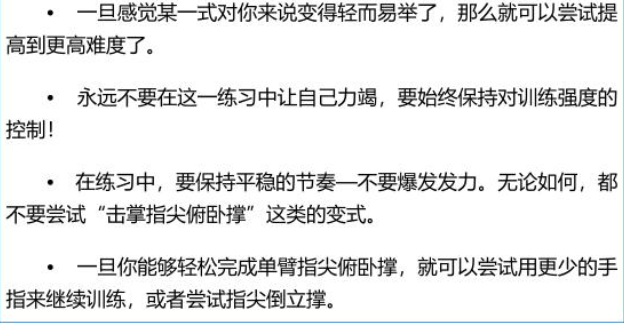 • 一旦感觉某一式对你来说变得轻而易举了，那么就可以尝试提
高到更高难度了。
• 永远不要在这一练习中让自己力竭，要始终保持对训练强度的
控制！
• 在练习中，要保持平稳的节奏—不要爆发发力。无论如何，都
不要尝试“击掌指尖俯卧撑”这类的变式。
• 一旦你能够轻松完成单臂指尖俯卧撑，就可以尝试用更少的手
指来继续训练，或者尝试指尖倒立撑。